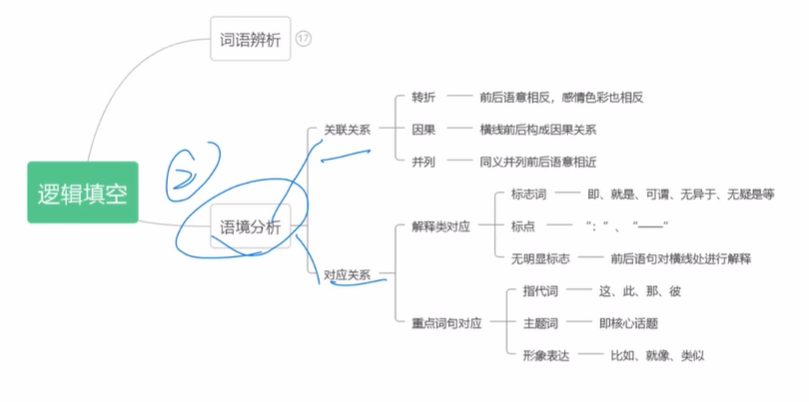 词语辨析 17
转折 前后语意相反，感情色彩也相反
关联关系
因果 横线前后构成因果关系
并列 同义并列前后语意相近
②
逻辑填空
语境分析
标志词 即、就是、可谓、无异于、无疑是等
解释类对应
标点 “：”、“——”
无明显标志 前后语句对横线处进行解释
对应关系
指代词 这、此、那、彼
重点词句对应
主题词 即核心话题
形象表达 比如、就像、类似